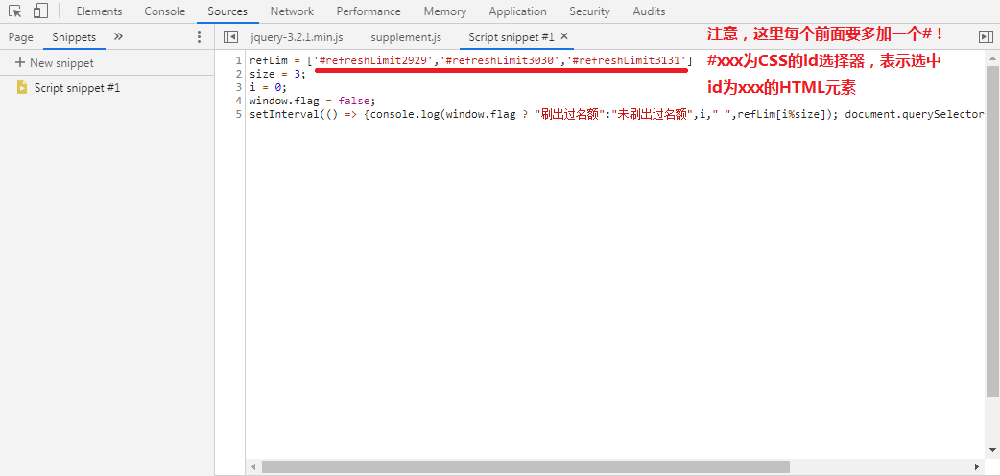 Elements Console Sources Network Performance Memory Application Security Audits
Page Snippets » jquery-3.2.1.min.js supplement.js Script snippet #1 ×
注意，这里每个前面要多加一个#！
+ New snippet
Script snippet #1
1 refLim = ['#refreshLimit2929','#refreshLimit3030','#refreshLimit3131']
#xxx为CSS的id选择器，表示选中
2 size = 3;
3 i = 0;
id为xxx的HTML元素
4 window.flag = false;
5 setInterval(() => {console.log(window.flag ? "刷出过名额":"未刷出过名额",i," ",refLim[i%size]); document.querySelector